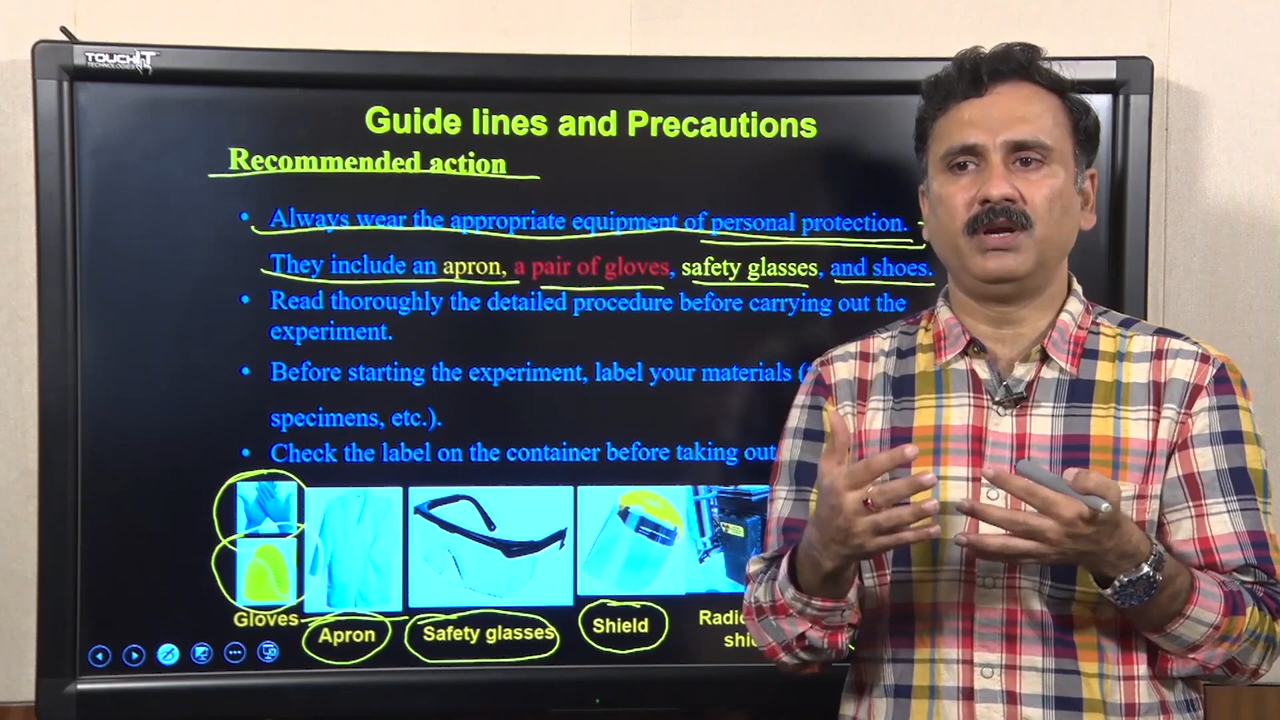 TOUCHIT
TECHNOLOGIES
Guide lines and Precautions
Recommended action
• Always wear the appropriate equipment of personal protection.
They include an apron, a pair of gloves, safety glasses, and shoes.
• Read thoroughly the detailed procedure before carrying out the
experiment.
• Before starting the experiment, label your materials (
specimens, etc.).
• Check the label on the container before taking out
Gloves
Apron
Safety glasses
Shield